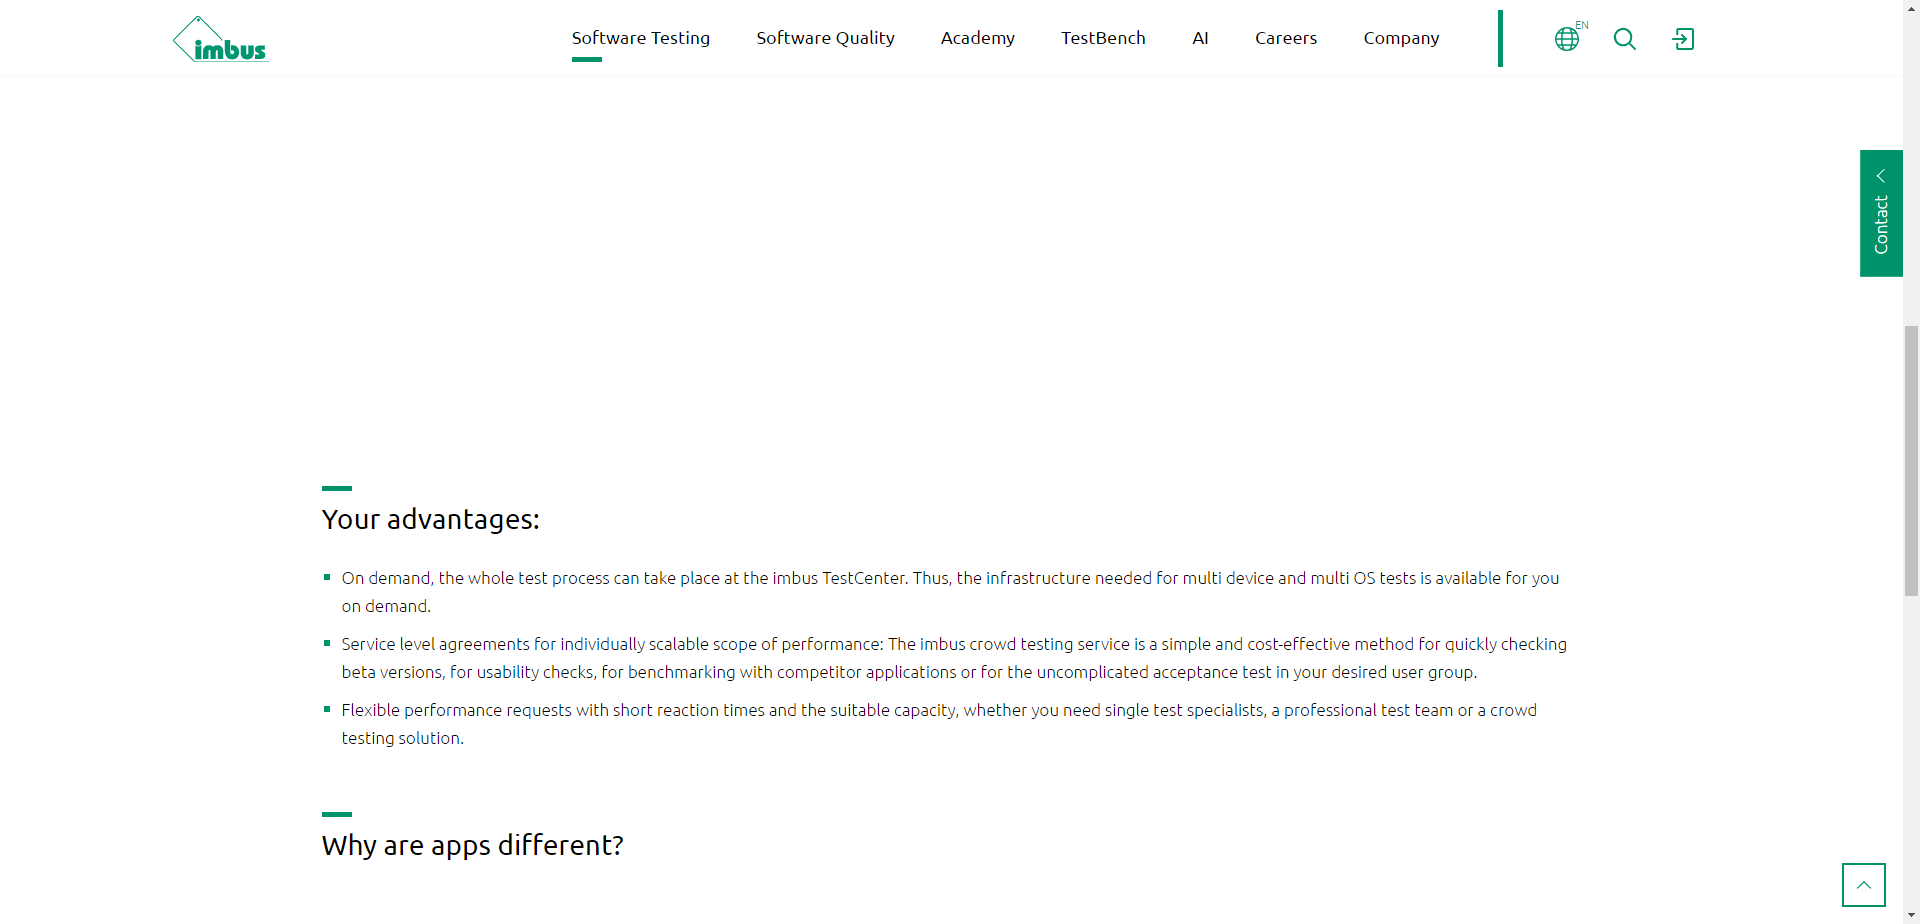 imbus
Software Testing
Software Quality
Academy
TestBench
AI
Careers
Company
EN
Contact
Your advantages:
On demand, the whole test process can take place at the imbus TestCenter. Thus, the infrastructure needed for multi device and multi OS tests is available for you
on demand.
Service level agreements for individually scalable scope of performance: The imbus crowd testing service is a simple and cost-effective method for quickly checking
beta versions, for usability checks, for benchmarking with competitor applications or for the uncomplicated acceptance test in your desired user group.
Flexible performance requests with short reaction times and the suitable capacity, whether you need single test specialists, a professional test team or a crowd
testing solution.
Why are apps different?